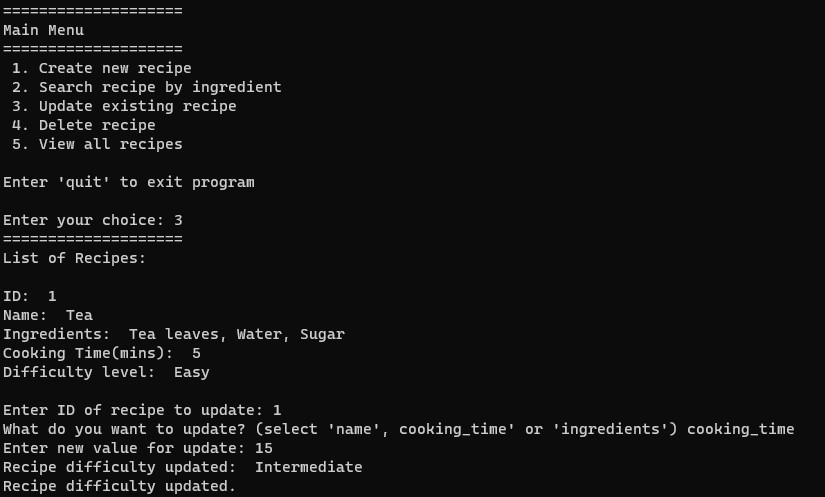 ====================
Main Menu
====================
 1. Create new recipe
 2. Search recipe by ingredient
 3. Update existing recipe
 4. Delete recipe
 5. View all recipes

Enter 'quit' to exit program

Enter your choice: 3
====================
List of Recipes:

ID:  1
Name:  Tea
Ingredients:  Tea leaves, Water, Sugar
Cooking Time(mins):  5
Difficulty level:  Easy

Enter ID of recipe to update: 1
What do you want to update? (select 'name', cooking_time' or 'ingredients') cooking_time
Enter new value for update: 15
Recipe difficulty updated:  Intermediate
Recipe difficulty updated.